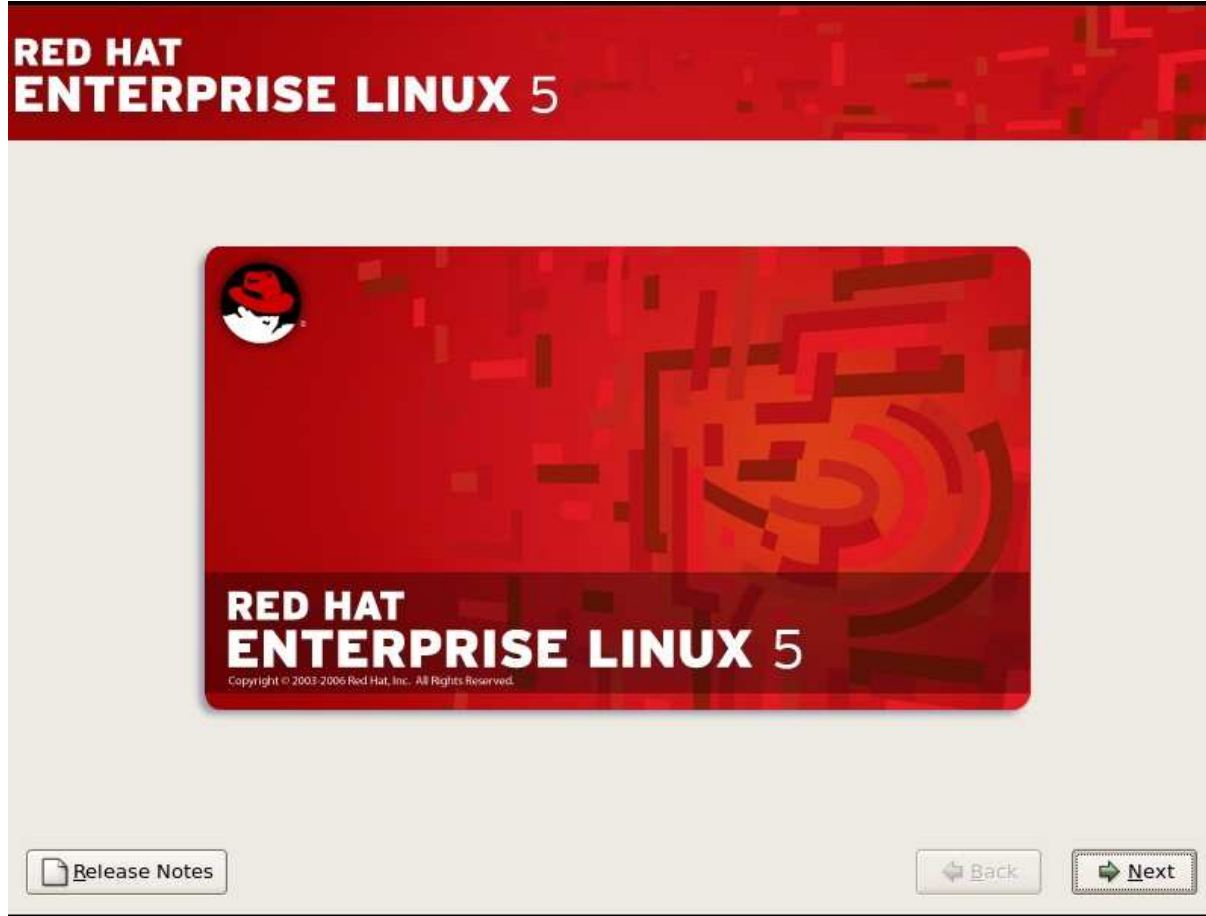 RED HAT
ENTERPRISE LINUX 5
RED HAT
ENTERPRISE LINUX 5
Copyright © 2003-2006 Red Hat, Inc. All Rights Reserved.
Release Notes
Back
Next